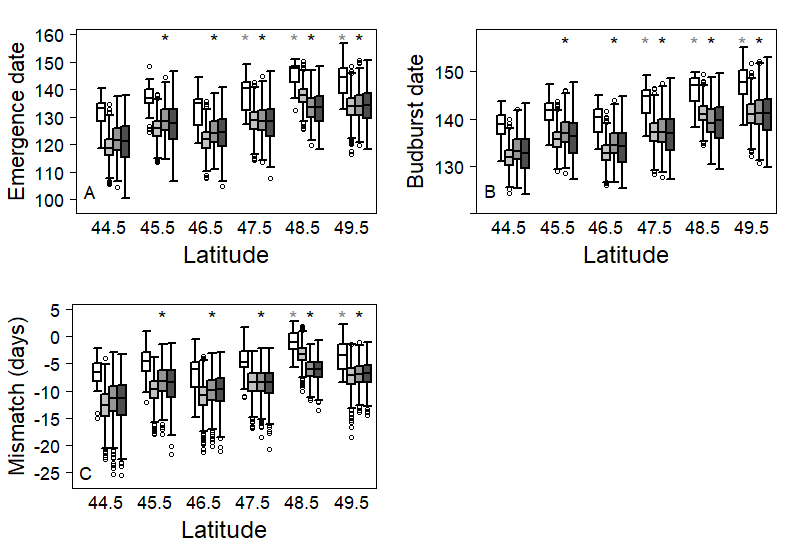 160
150
140
130
120
110
100
Emergence date
A
* * * * * * * * *
44.5 45.5 46.5 47.5 48.5 49.5
Latitude
150
140
130
Budburst date
B
* * * * * * * *
44.5 45.5 46.5 47.5 48.5 49.5
Latitude
5
0
-5
-10
-15
-20
-25
Mismatch (days)
C
* * * * * * *
44.5 45.5 46.5 47.5 48.5 49.5
Latitude